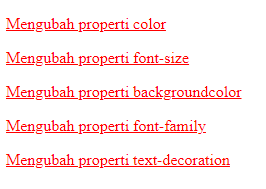 Mengubah properti color
Mengubah properti font-size
Mengubah properti backgroundcolor
Mengubah properti font-family
Mengubah properti text-decoration